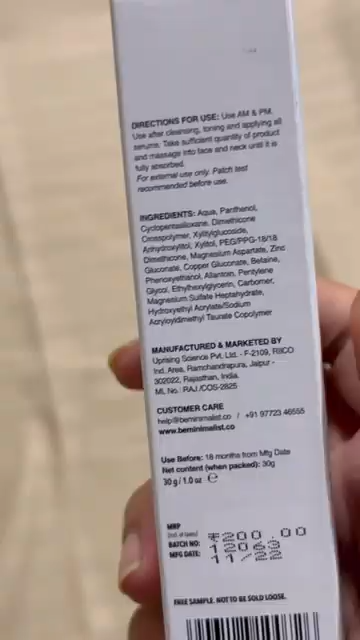 DIRECTIONS FOR USE: Use AM & PM.
Use after cleansing, toning and applying all
serums. Take sufficient quantity of product
and massage into face and neck until it is
fully absorbed.
For external use only. Patch test
recommended before use.
INGREDIENTS: Aqua, Panthenol,
Cyclopentasiloxane, Dimethicone
Crosspolymer, Xylitylglucoside,
Anhydroxylitol, Xylitol, PEG/PPG-18/18
Dimethicone, Magnesium Aspartate, Zinc
Gluconate, Copper Gluconate, Betaine,
Phenoxyethanol, Allantoin, Pentylene
Glycol, Ethylhexylglycerin, Carbomer,
Magnesium Sulfate Heptahydrate,
Hydroxyethyl Acrylate/Sodium
Acryloyldimethyl Taurate Copolymer
MANUFACTURED & MARKETED BY
Uprising Science Pvt. Ltd. - F-2109, RIICO
Ind. Area, Ramchandrapura, Jaipur -
302022, Rajasthan, India.
ML No.: RAJ./COS-2825
CUSTOMER CARE
help@beminimalist.co / +91 97723 46555
www.beminimalist.co
Use Before: 18 months from Mfg Date
Net content (when packed): 30g
30 g / 1.0 oz ℮
MRP ₹200.00
(incl. of taxes)
BATCH NO: 12063
MFG DATE: 11/22
FREE SAMPLE. NOT TO BE SOLD LOOSE.